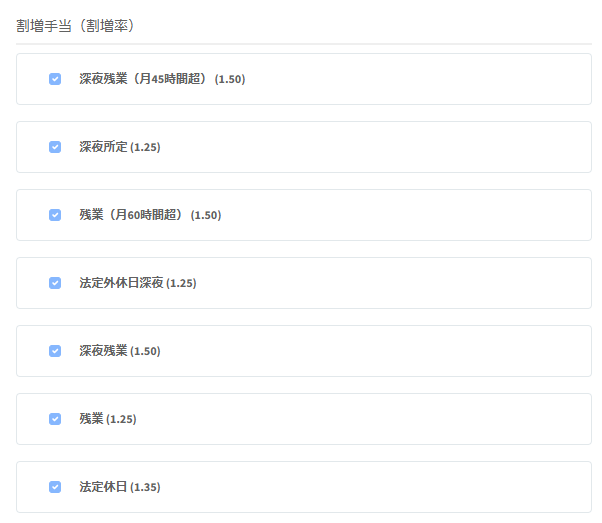 割増手当（割増率）
深夜残業（月45時間超） (1.50)
深夜所定 (1.25)
残業（月60時間超） (1.50)
法定外休日深夜 (1.25)
深夜残業 (1.50)
残業 (1.25)
法定休日 (1.35)